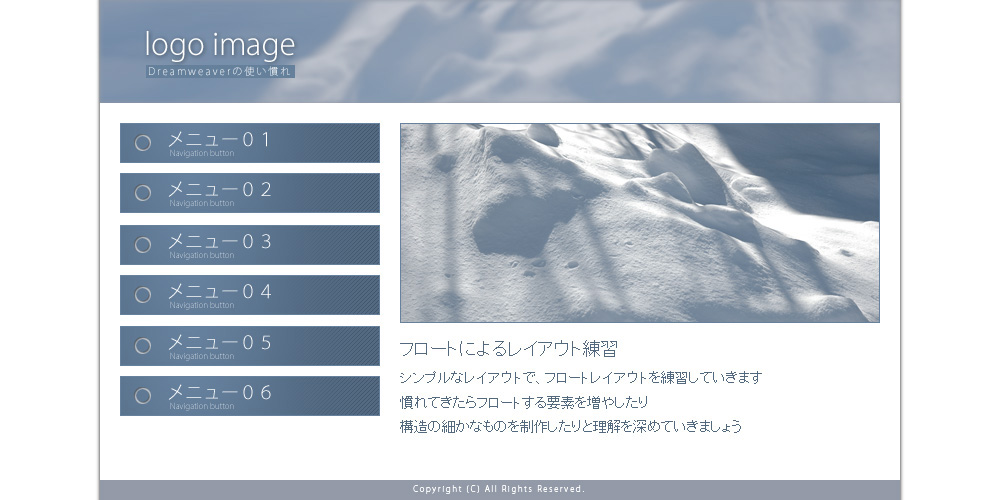 logo image
Dreamweaverの使い慣れ
メニュー０１
Navigation button
メニュー０２
Navigation button
メニュー０３
Navigation button
メニュー０４
Navigation button
メニュー０５
Navigation button
メニュー０６
Navigation button
フロートによるレイアウト練習
シンプルなレイアウトで、フロートレイアウトを練習していきます
慣れてきたらフロートする要素を増やしたり
構造の細かなものを制作したりと理解を深めていきましょう
Copyright (C) All Rights Reserved.